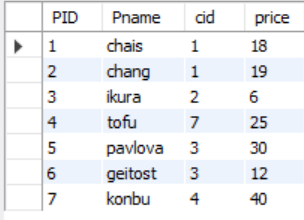 PID Pname cid price
1 chais 1 18
2 chang 1 19
3 ikura 2 6
4 tofu 7 25
5 pavlova 3 30
6 geitost 3 12
7 konbu 4 40